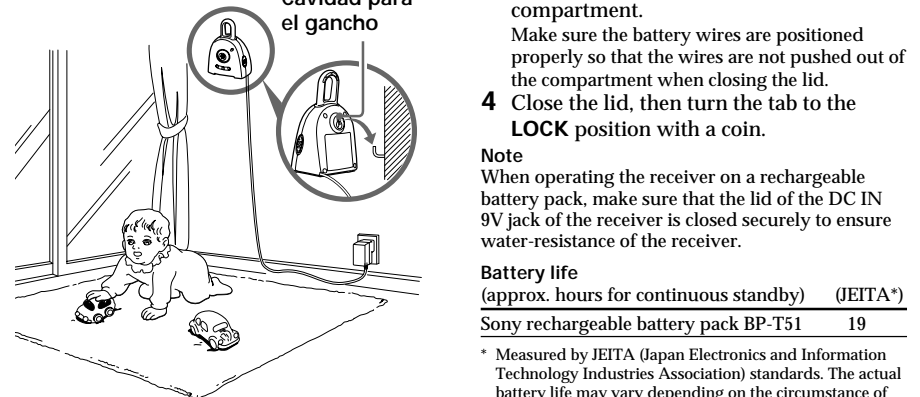 cavidad para
el gancho
compartment.
Make sure the battery wires are positioned
properly so that the wires are not pushed out of
the compartment when closing the lid.
4 Close the lid, then turn the tab to the
LOCK position with a coin.
Note
When operating the receiver on a rechargeable
battery pack, make sure that the lid of the DC IN
9V jack of the receiver is closed securely to ensure
water-resistance of the receiver.
Battery life
(approx. hours for continuous standby) (JEITA*)
Sony rechargeable battery pack BP-T51 19
* Measured by JEITA (Japan Electronics and Information
Technology Industries Association) standards. The actual
battery life may vary depending on the circumstance of